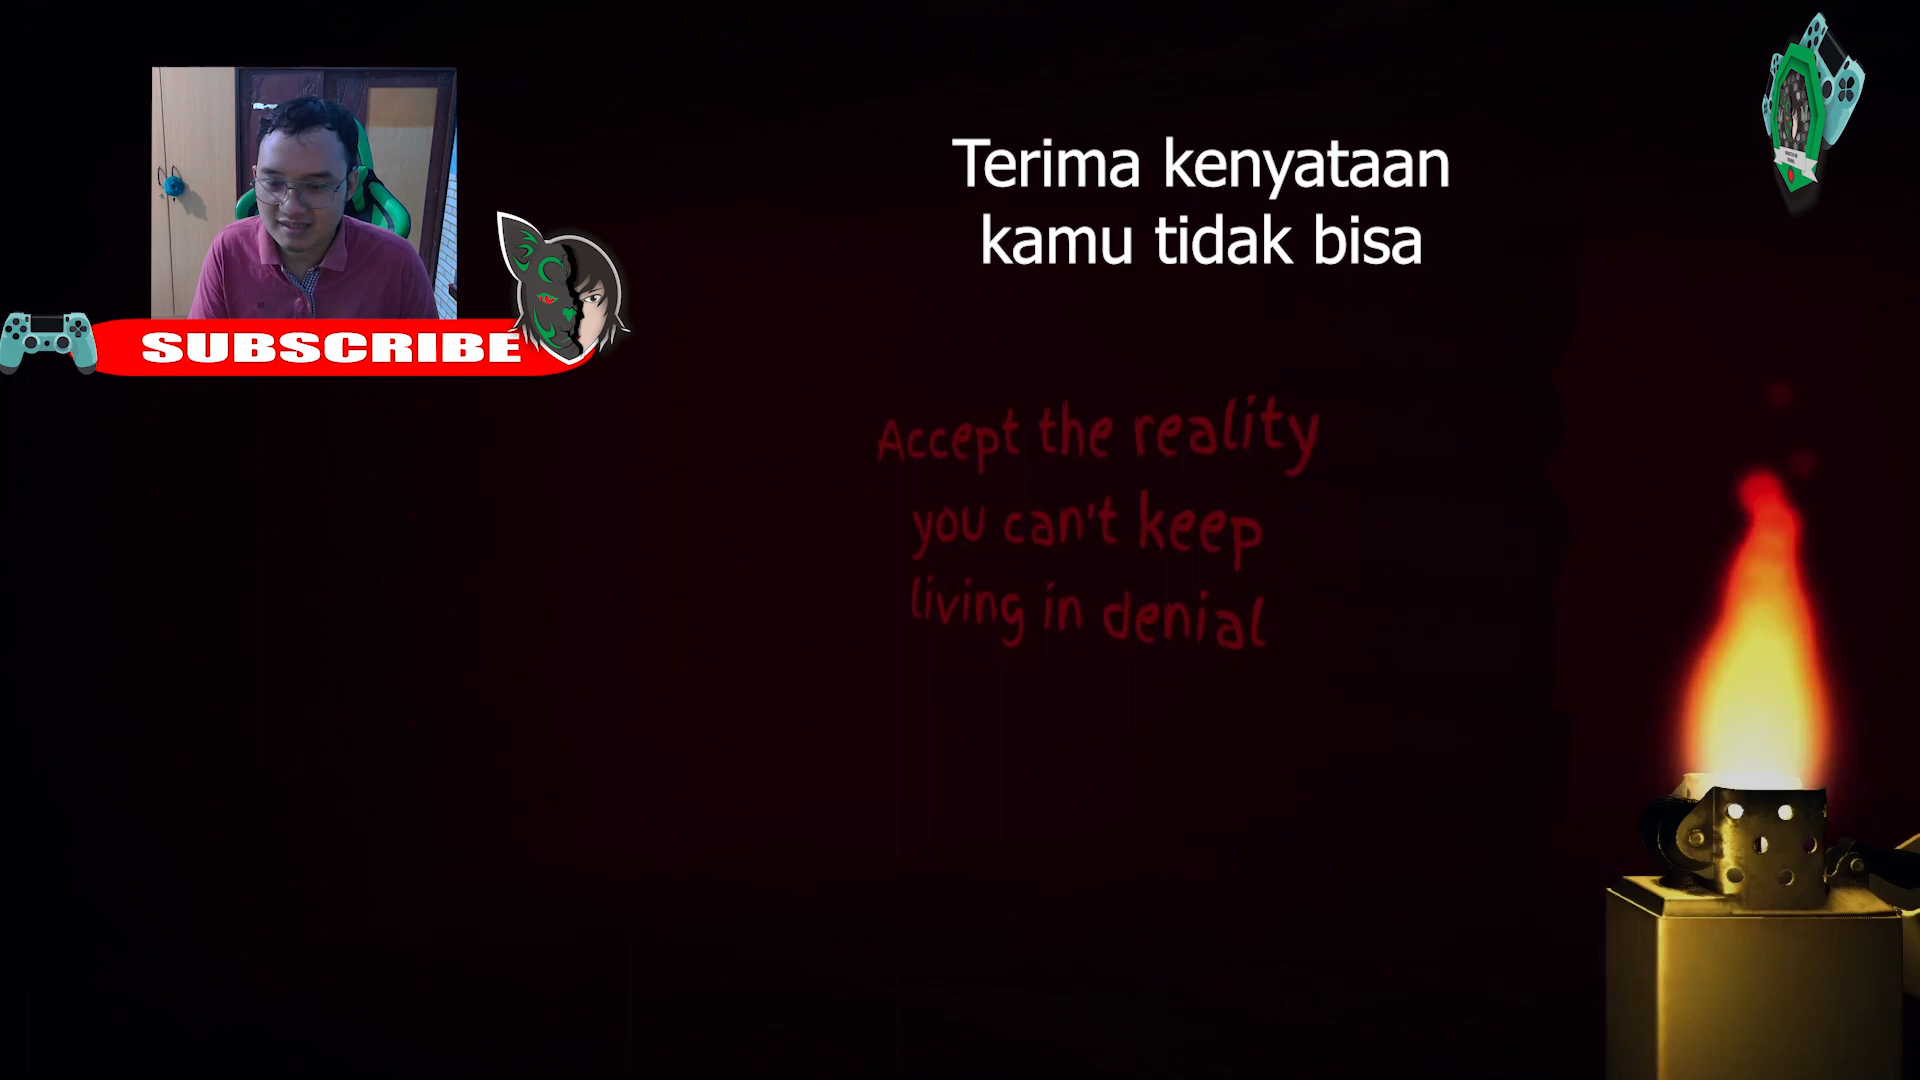 Terima kenyataan
kamu tidak bisa
SUBSCRIBE
Accept the reality
you can't keep
living in denial